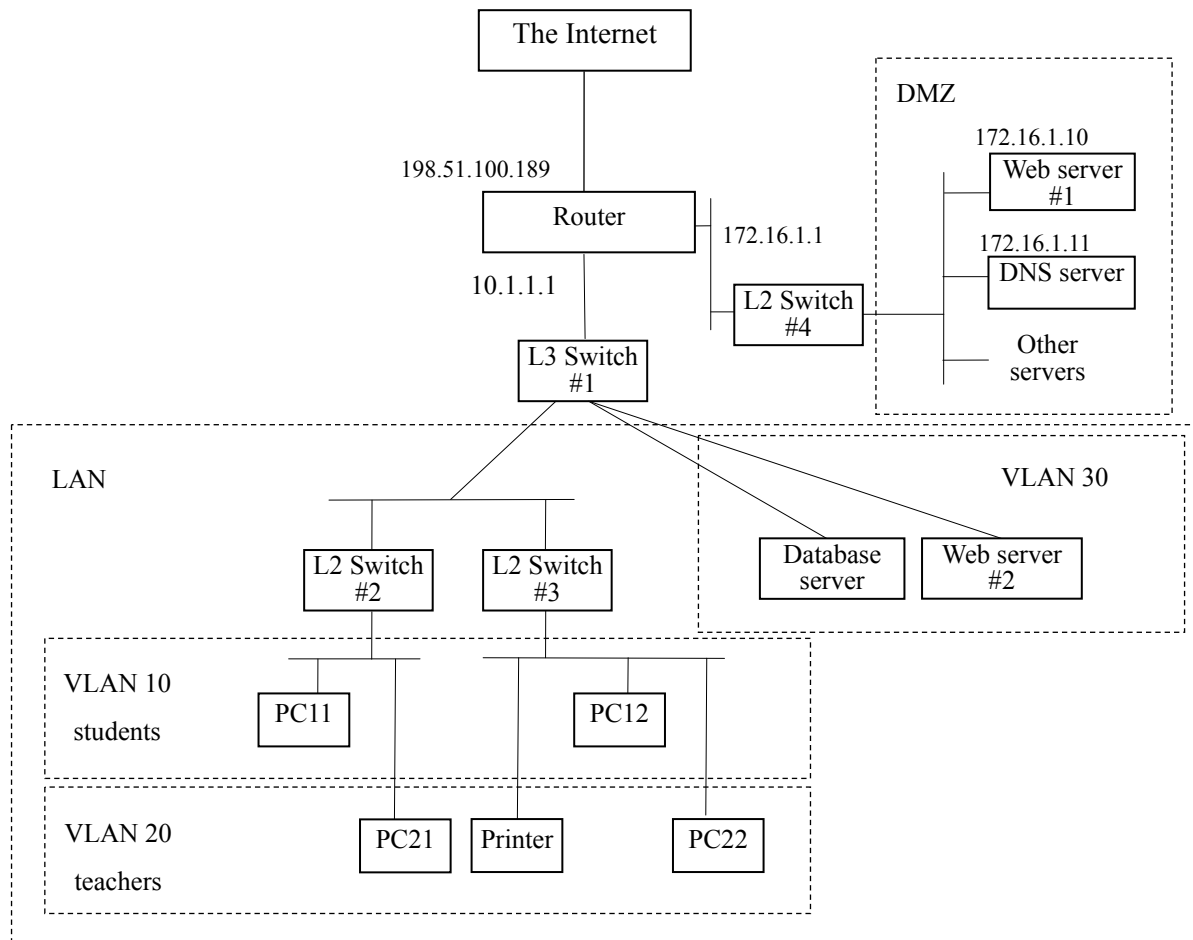 The Internet
DMZ
172.16.1.10
Web server
#1
198.51.100.189
Router
172.16.1.1
172.16.1.11
DNS server
10.1.1.1
L2 Switch
#4
Other
servers
L3 Switch
#1
LAN
VLAN 30
L2 Switch
#2
L2 Switch
#3
Database
server
Web server
#2
VLAN 10
students
PC11
PC12
VLAN 20
teachers
PC21
Printer
PC22